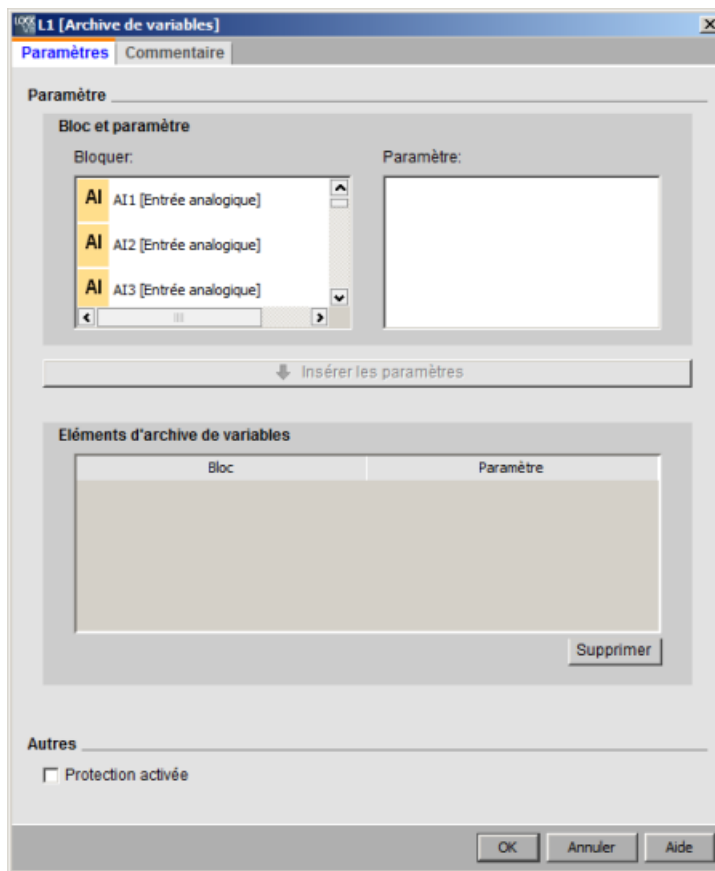 L1 [Archive de variables]
Paramètres Commentaire
Paramètre
Bloc et paramètre
Bloquer: Paramètre:
AI AI1 [Entrée analogique]
AI AI2 [Entrée analogique]
AI AI3 [Entrée analogique]
Insérer les paramètres
Eléments d'archive de variables
Bloc Paramètre
Supprimer
Autres
Protection activée
OK Annuler Aide